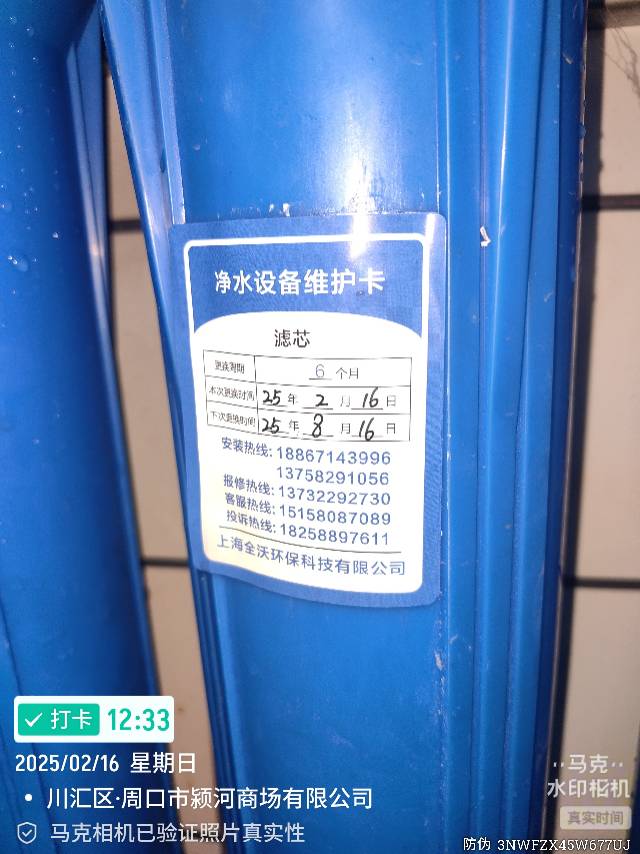 净水设备维护卡
滤芯
更换周期 6 个月
本次更换时间 25 年 2 月 16 日
下次更换时间 25 年 8 月 16 日
安装热线: 18867143996
13758291056
报修热线: 13732292730
客服热线: 15158087089
投诉热线: 18258897611
上海全沃环保科技有限公司
打卡 12:33
2025/02/16 星期日
川汇区·周口市颍河商场有限公司
马克相机已验证照片真实性
马克
水印相机
真实时间
防伪 3NWFZX45W677UJ